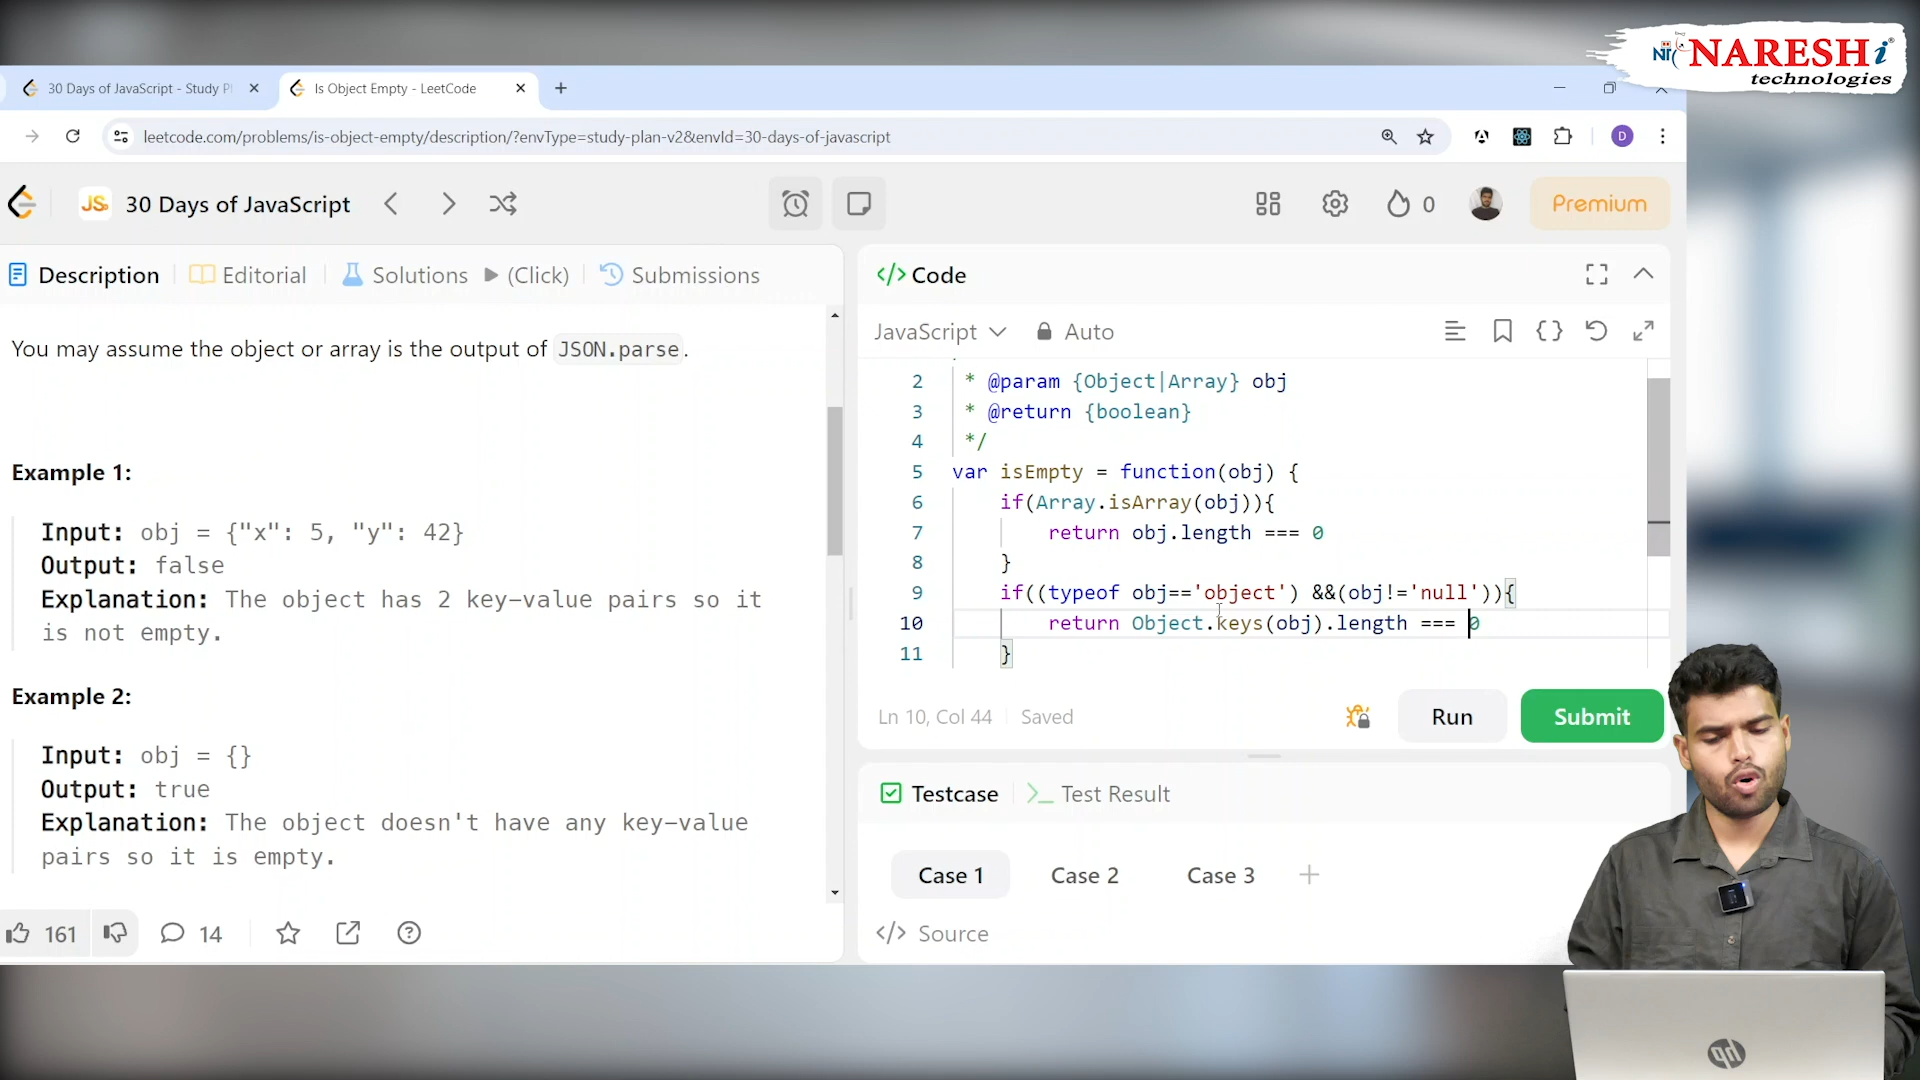 NiT NARESH i
technologies
30 Days of JavaScript - Study Pl
Is Object Empty - LeetCode
leetcode.com/problems/is-object-empty/description/?envType=study-plan-v2&envId=30-days-of-javascript
D
JS 30 Days of JavaScript
0
Premium
Description
Editorial
Solutions
(Click)
Submissions
You may assume the object or array is the output of JSON.parse.
Example 1:
Input: obj = {"x": 5, "y": 42}
Output: false
Explanation: The object has 2 key-value pairs so it
is not empty.
Example 2:
Input: obj = {}
Output: true
Explanation: The object doesn't have any key-value
pairs so it is empty.
161
14
</> Code
JavaScript
Auto
2 * @param {Object|Array} obj
3 * @return {boolean}
4 */
5 var isEmpty = function(obj) {
6 if(Array.isArray(obj)){
7 return obj.length === 0
8 }
9 if((typeof obj=='object') &&(obj!='null')){
10 return Object.keys(obj).length === 0
11 }
Ln 10, Col 44
Saved
Run
Submit
Testcase
Test Result
Case 1
Case 2
Case 3
</> Source
hp